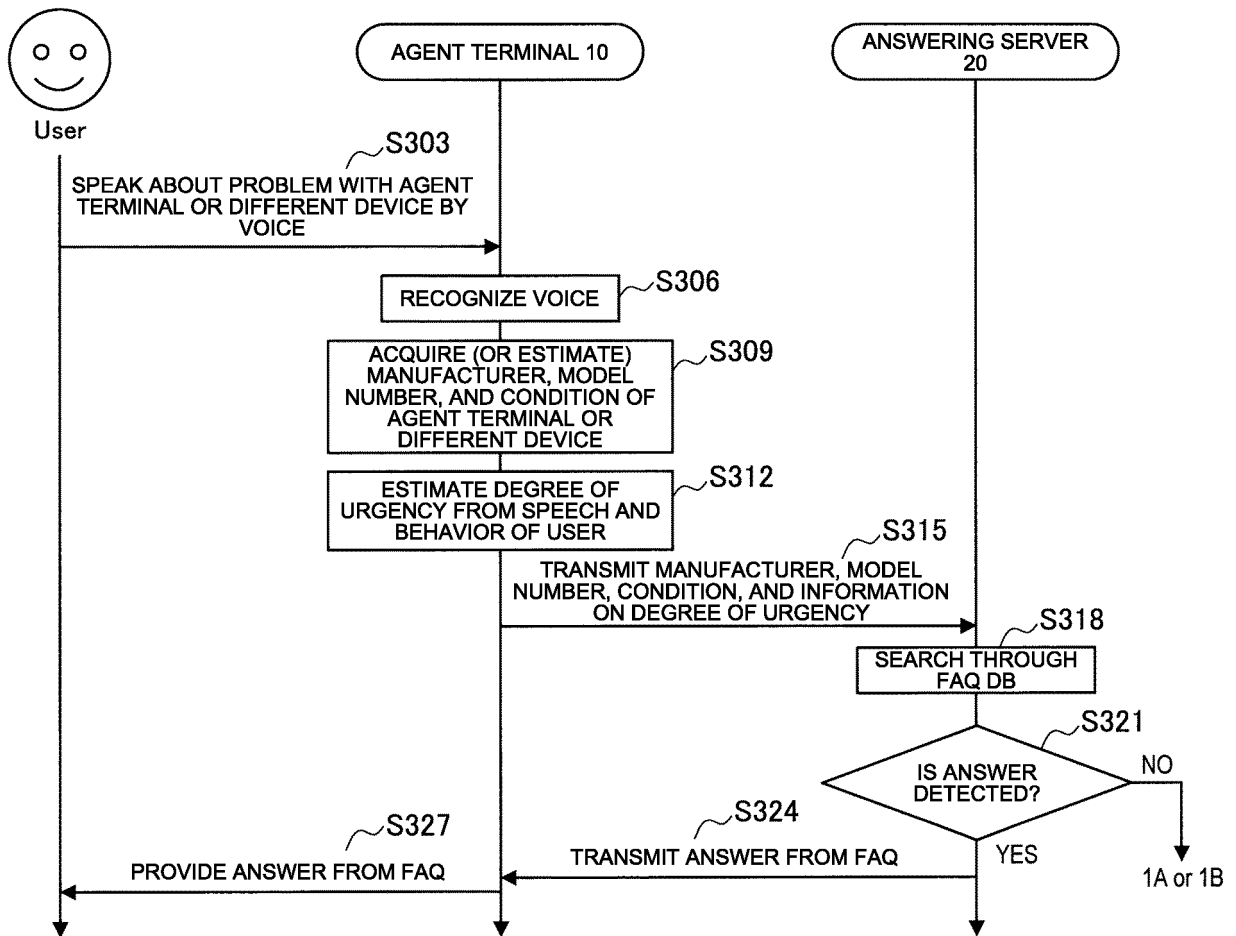 User
AGENT TERMINAL 10
ANSWERING SERVER
20
S303
SPEAK ABOUT PROBLEM WITH AGENT
TERMINAL OR DIFFERENT DEVICE BY
VOICE
RECOGNIZE VOICE
S306
ACQUIRE (OR ESTIMATE)
MANUFACTURER, MODEL
NUMBER, AND CONDITION OF
AGENT TERMINAL OR
DIFFERENT DEVICE
S309
ESTIMATE DEGREE OF
URGENCY FROM SPEECH AND
BEHAVIOR OF USER
S312
S315
TRANSMIT MANUFACTURER, MODEL
NUMBER, CONDITION, AND INFORMATION
ON DEGREE OF URGENCY
S318
SEARCH THROUGH
FAQ DB
S321
IS ANSWER
DETECTED?
NO
1A or 1B
YES
S324
TRANSMIT ANSWER FROM FAQ
S327
PROVIDE ANSWER FROM FAQ